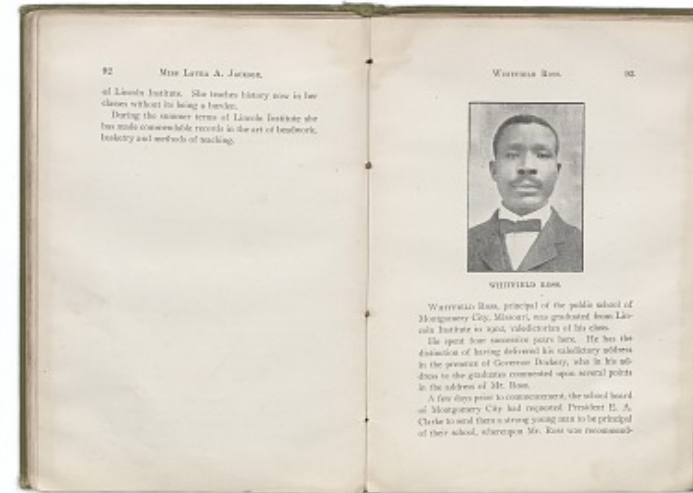 92
Miss Luvia A. Jackson.
of Lincoln Institute. She teaches history now in her
classes without its being a burden.
During the summer terms of Lincoln Institute she
has made commendable records in the art of beadwork,
basketry and methods of teaching.
Whitfield Ross.
93
WHITFIELD ROSS.
Whitfield Ross, principal of the public school of
Montgomery City, Missouri, was graduated from Lin-
coln Institute in 1902, valedictorian of his class.
He spent four successive years here. He has the
distinction of having delivered his valedictory address
in the presence of Governor Dockery, who in his ad-
dress to the graduates commented upon several points
in the address of Mr. Ross.
A few days prior to commencement, the school board
of Montgomery City had requested President E. A.
Clarke to send them a strong young man to be principal
of their school, whereupon Mr. Ross was recommend-